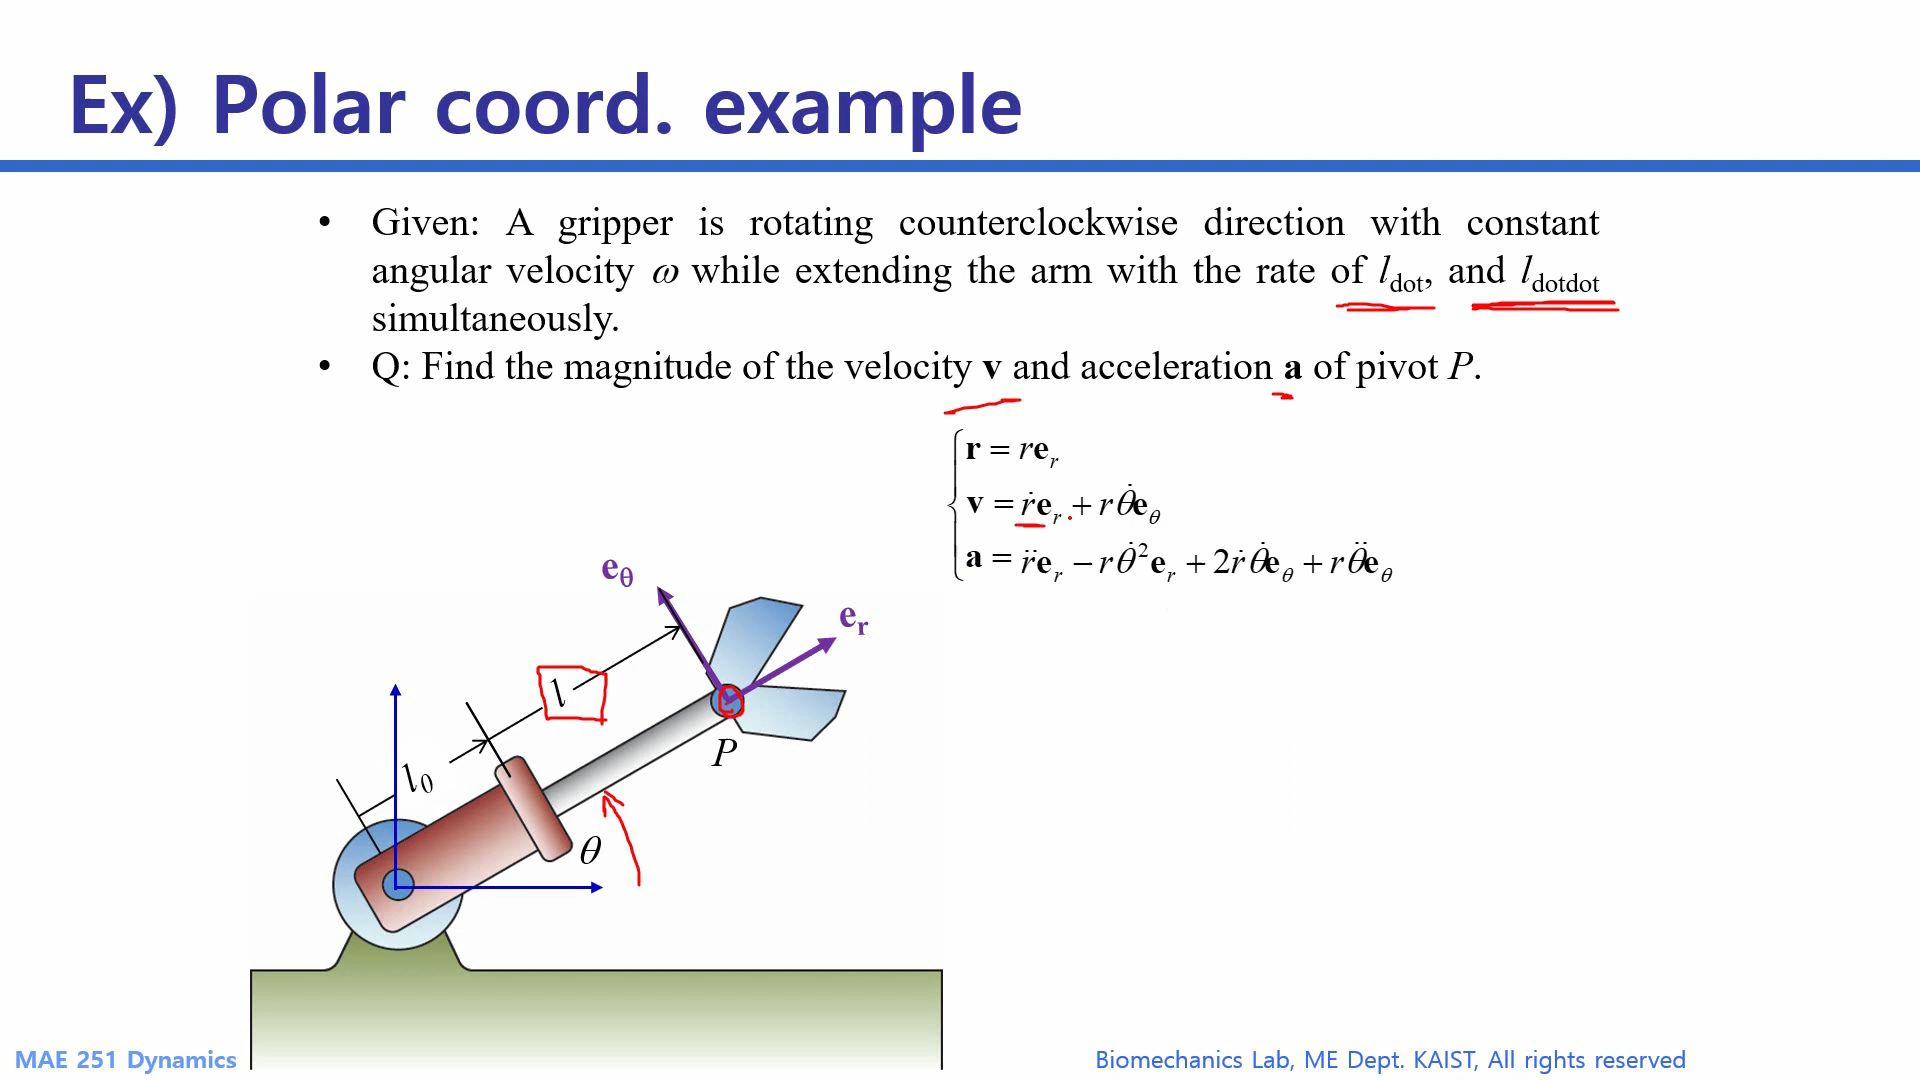 Ex) Polar coord. example
• Given: A gripper is rotating counterclockwise direction with constant
angular velocity ω while extending the arm with the rate of l_dot, and l_dotdot
simultaneously.
• Q: Find the magnitude of the velocity v and acceleration a of pivot P.
r = re_r
v = ṙe_r + rθ̇e_θ
a = r̈e_r − rθ̇²e_r + 2ṙθ̇e_θ + rθ̈e_θ
e_θ
e_r
l
l_0
P
θ
MAE 251 Dynamics
Biomechanics Lab, ME Dept. KAIST, All rights reserved